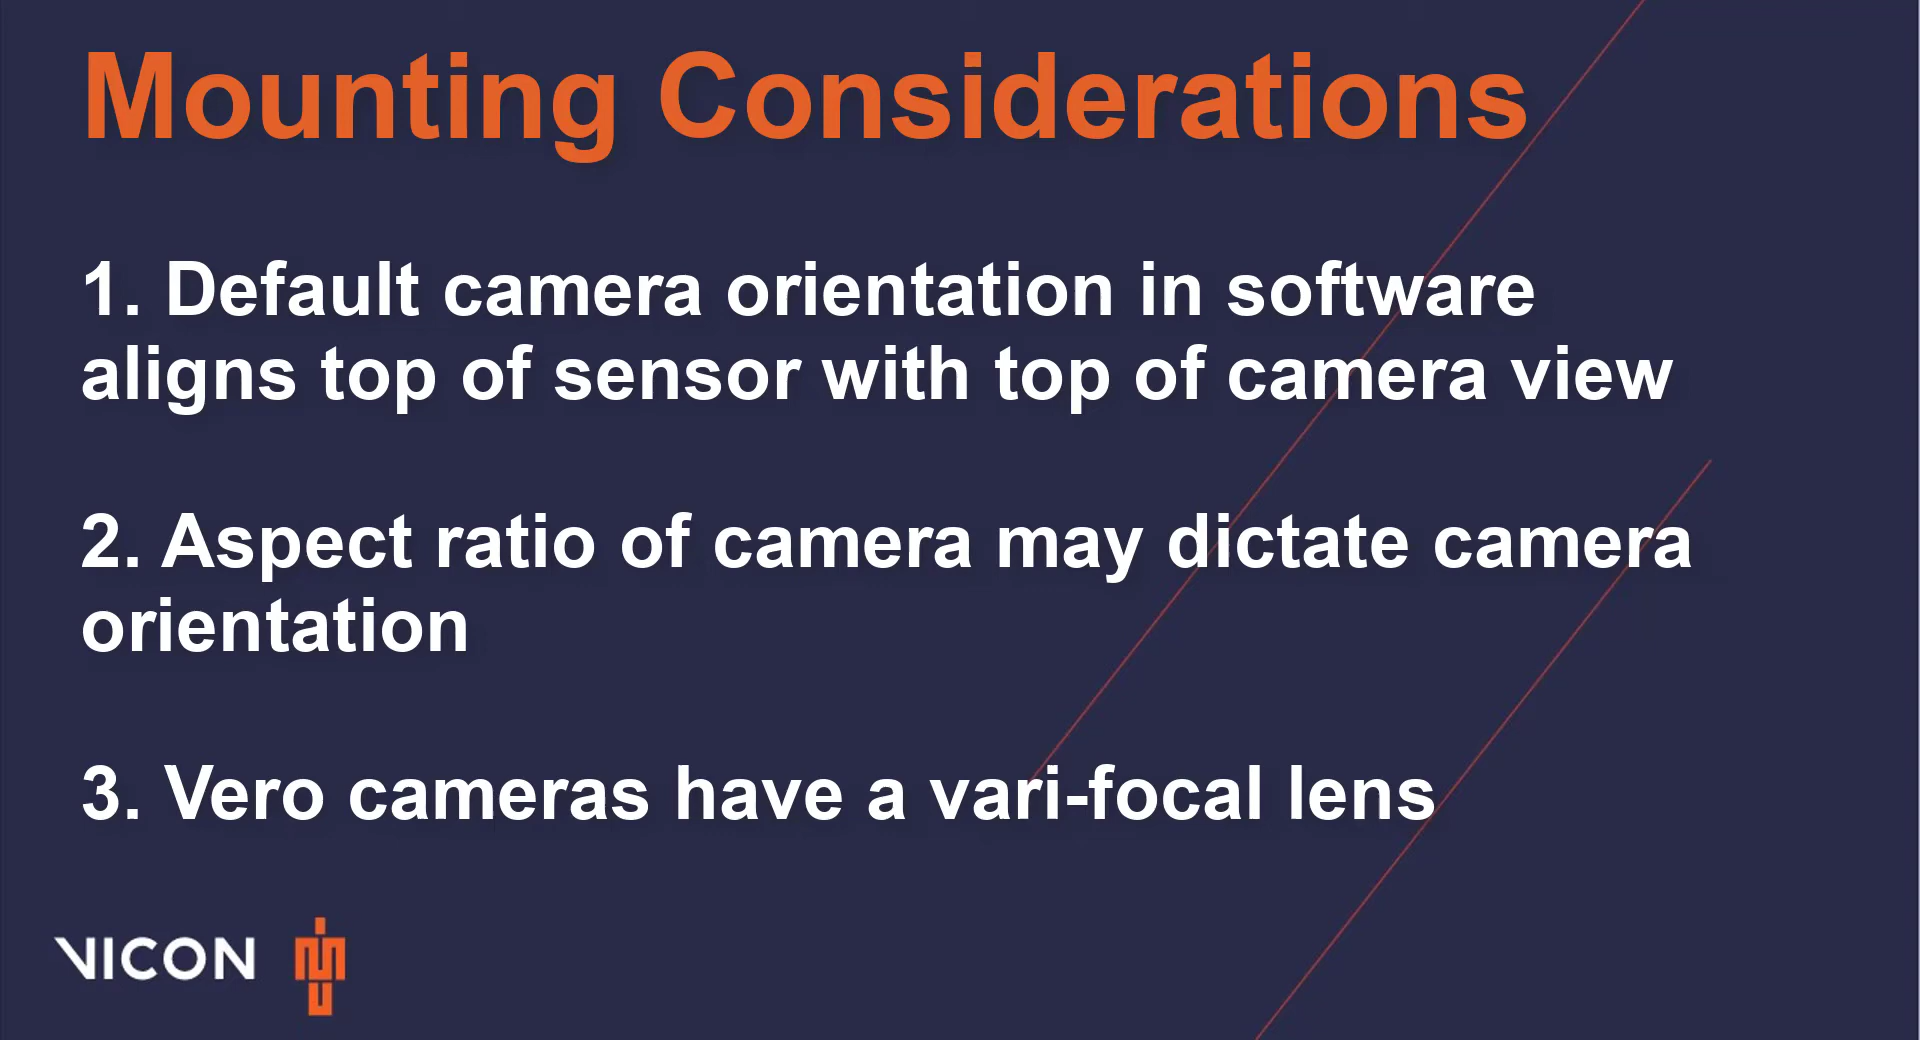 Mounting Considerations
1. Default camera orientation in software
aligns top of sensor with top of camera view
2. Aspect ratio of camera may dictate camera
orientation
3. Vero cameras have a vari-focal lens
VICON